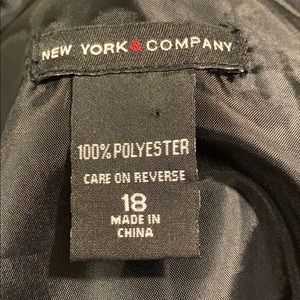 NEW YORK & COMPANY
100% POLYESTER
CARE ON REVERSE
18
MADE IN
CHINA